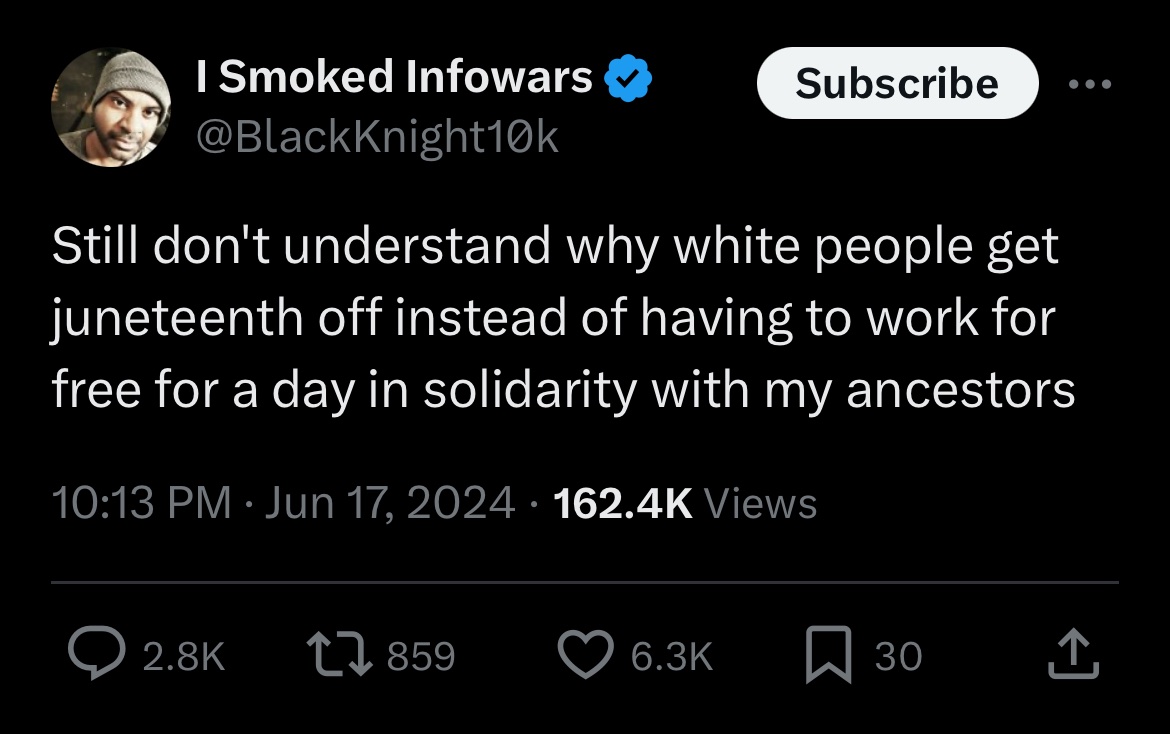 I Smoked Infowars
Subscribe
@BlackKnight10k
Still don't understand why white people get
juneteenth off instead of having to work for
free for a day in solidarity with my ancestors
10:13 PM · Jun 17, 2024 · 162.4K Views
2.8K 859 6.3K 30